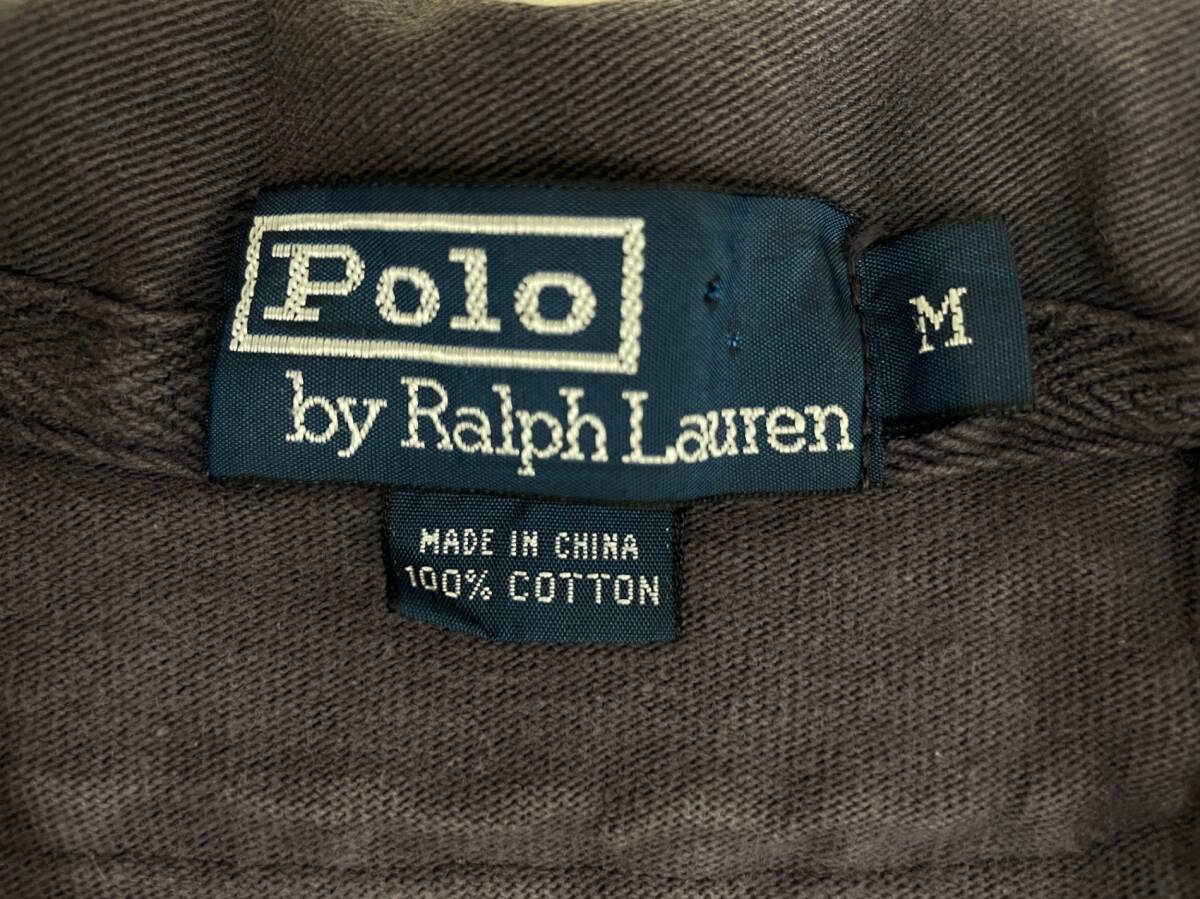 Polo
by Ralph Lauren
M
MADE IN CHINA
100% COTTON